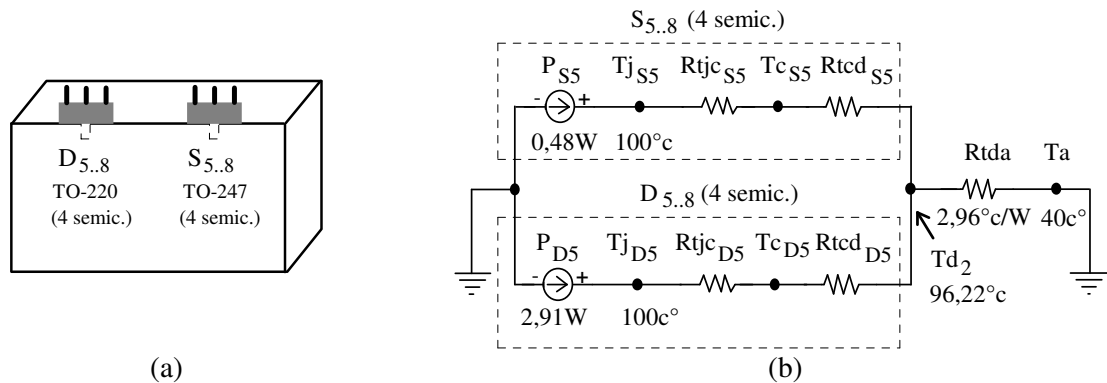 D5..8
TO-220
(4 semic.)
S5..8
TO-247
(4 semic.)
(a)
S5..8 (4 semic.)
PS5 TjS5 RtjcS5 TcS5 RtcdS5
- +
0,48W 100°c
D5..8 (4 semic.)
PD5 TjD5 RtjcD5 TcD5 RtcdD5
- +
2,91W 100c°
Rtda Ta
2,96°c/W 40c°
Td2
96,22°c
(b)